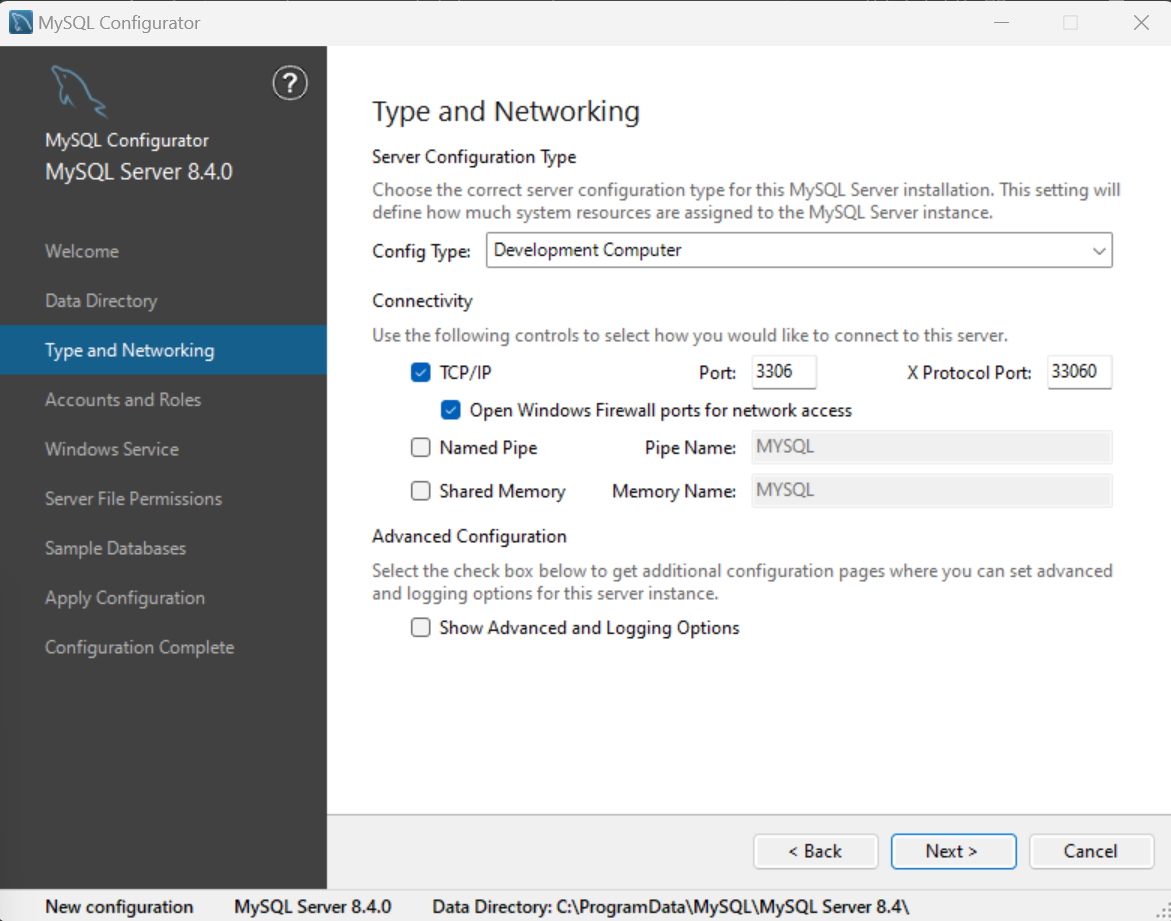 MySQL Configurator
?
MySQL Configurator
MySQL Server 8.4.0
Welcome
Data Directory
Type and Networking
Accounts and Roles
Windows Service
Server File Permissions
Sample Databases
Apply Configuration
Configuration Complete
Type and Networking
Server Configuration Type
Choose the correct server configuration type for this MySQL Server installation. This setting will
define how much system resources are assigned to the MySQL Server instance.
Config Type: Development Computer
Connectivity
Use the following controls to select how you would like to connect to this server.
TCP/IP Port: 3306 X Protocol Port: 33060
Open Windows Firewall ports for network access
Named Pipe Pipe Name: MYSQL
Shared Memory Memory Name: MYSQL
Advanced Configuration
Select the check box below to get additional configuration pages where you can set advanced
and logging options for this server instance.
Show Advanced and Logging Options
< Back Next > Cancel
New configuration MySQL Server 8.4.0 Data Directory: C:\ProgramData\MySQL\MySQL Server 8.4\